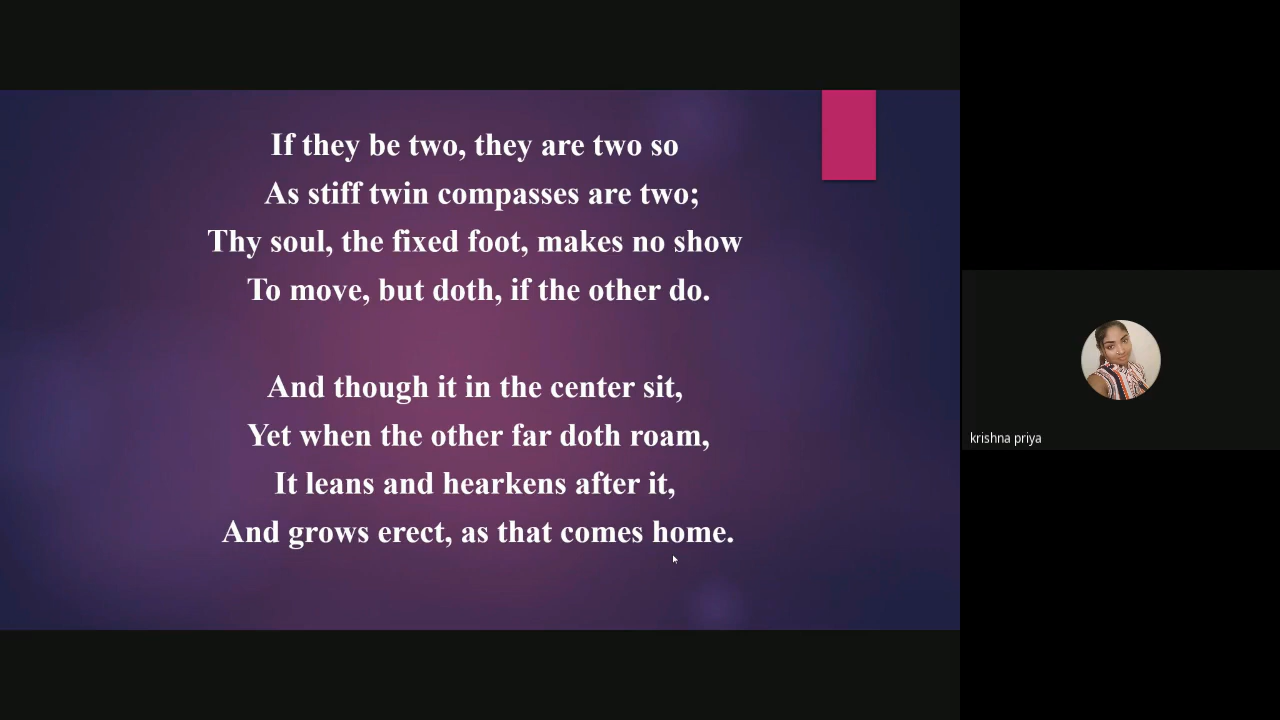 If they be two, they are two so
As stiff twin compasses are two;
Thy soul, the fixed foot, makes no show
To move, but doth, if the other do.
And though it in the center sit,
Yet when the other far doth roam,
It leans and hearkens after it,
And grows erect, as that comes home.
krishna priya